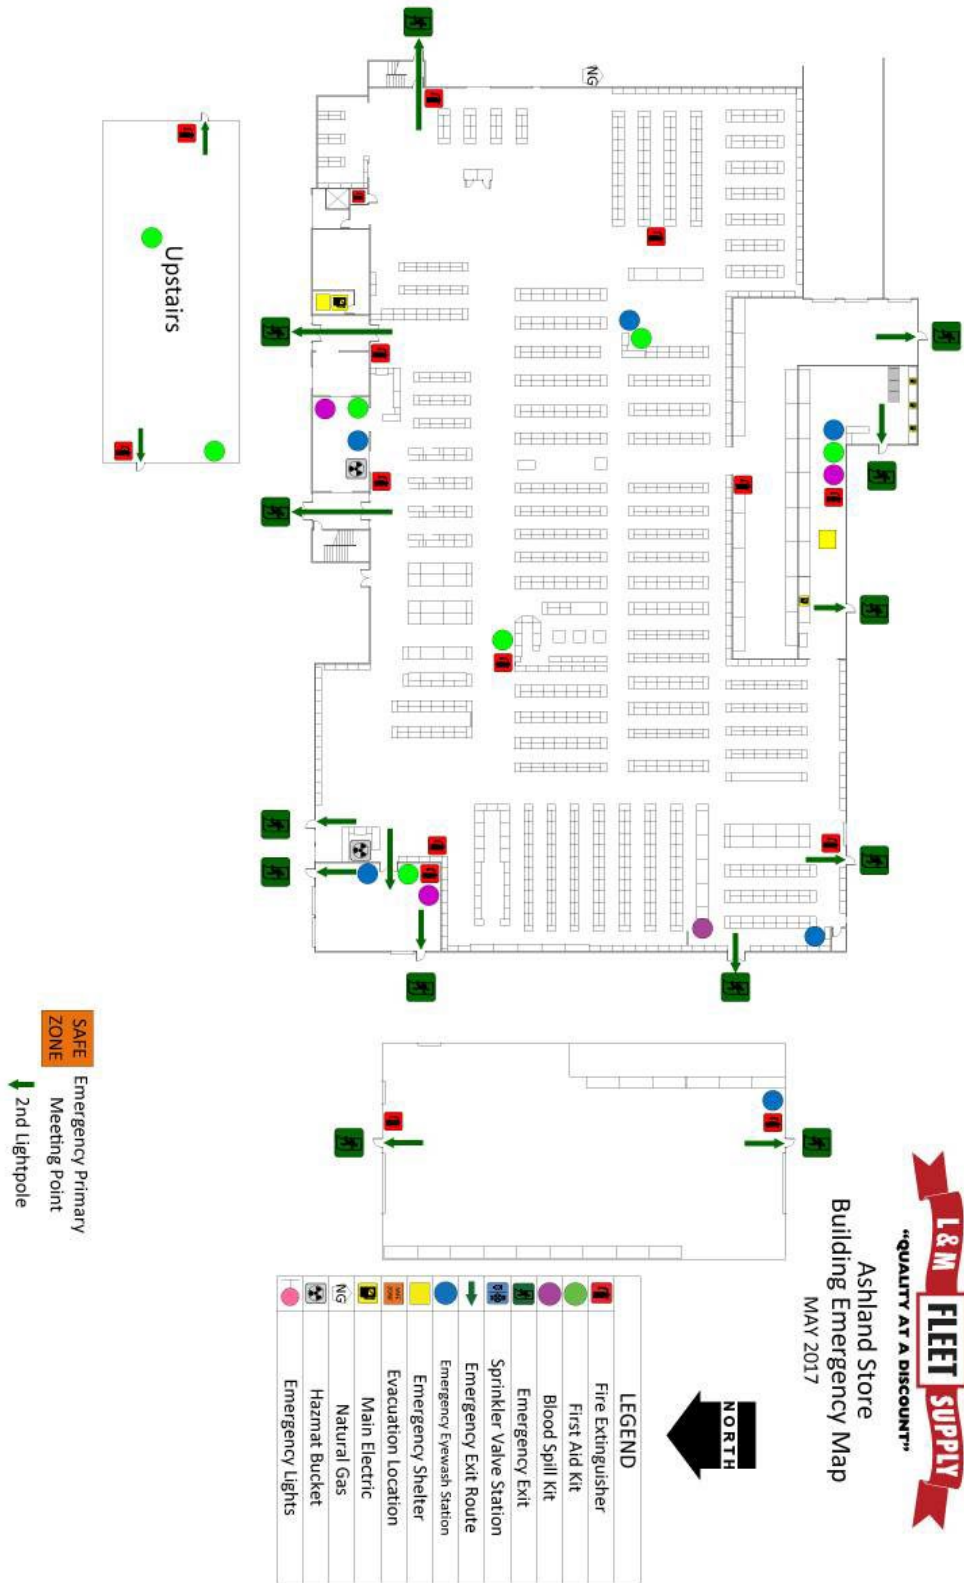 L & M FLEET SUPPLY
"QUALITY AT A DISCOUNT"
Ashland Store
Building Emergency Map
MAY 2017
NORTH
LEGEND
Fire Extinguisher
First Aid Kit
Blood Spill Kit
Emergency Exit
Sprinkler Valve Station
Emergency Exit Route
Emergency Eyewash Station
Emergency Shelter
Evacuation Location
Main Electric
NG Natural Gas
Hazmat Bucket
Emergency Lights
NG
Upstairs
SAFE
ZONE
Emergency Primary
Meeting Point
2nd Lightpole